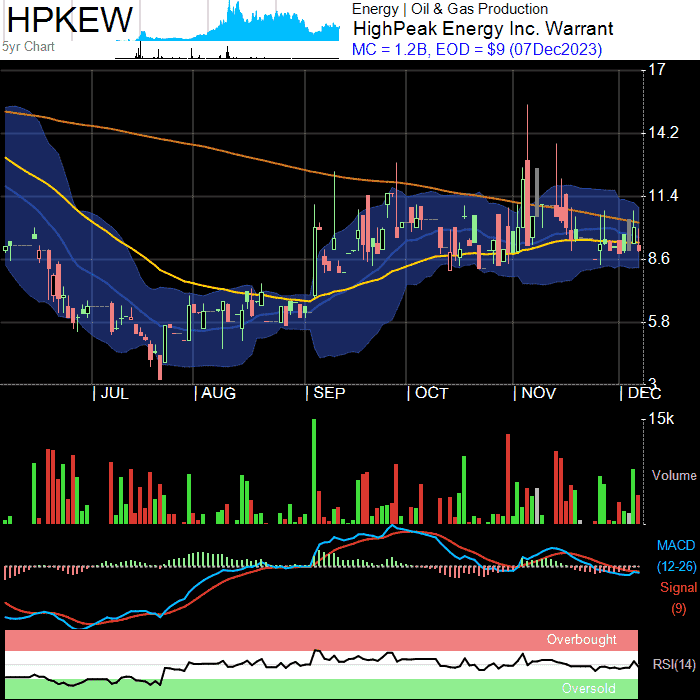 HPKEW
5yr Chart
Energy | Oil & Gas Production
HighPeak Energy Inc. Warrant
MC = 1.2B, EOD = $9 (07Dec2023)
17
14.2
11.4
8.6
5.8
3
| JUL | AUG | SEP | OCT | NOV | DEC
15k
Volume
MACD
(12-26)
Signal
(9)
Overbought
RSI(14)
Oversold